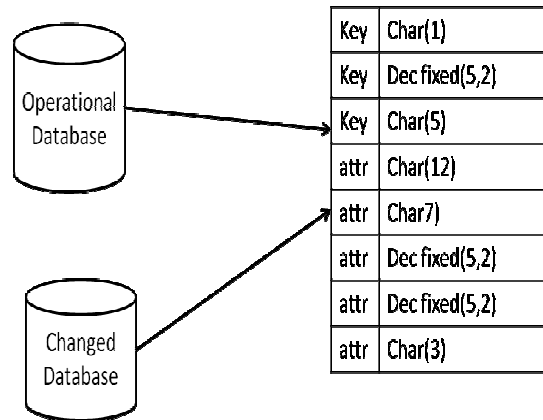 Operational
Database
Changed
Database
Key Char(1)
Key Dec fixed(5,2)
Key Char(5)
attr Char(12)
attr Char7)
attr Dec fixed(5,2)
attr Dec fixed(5,2)
attr Char(3)